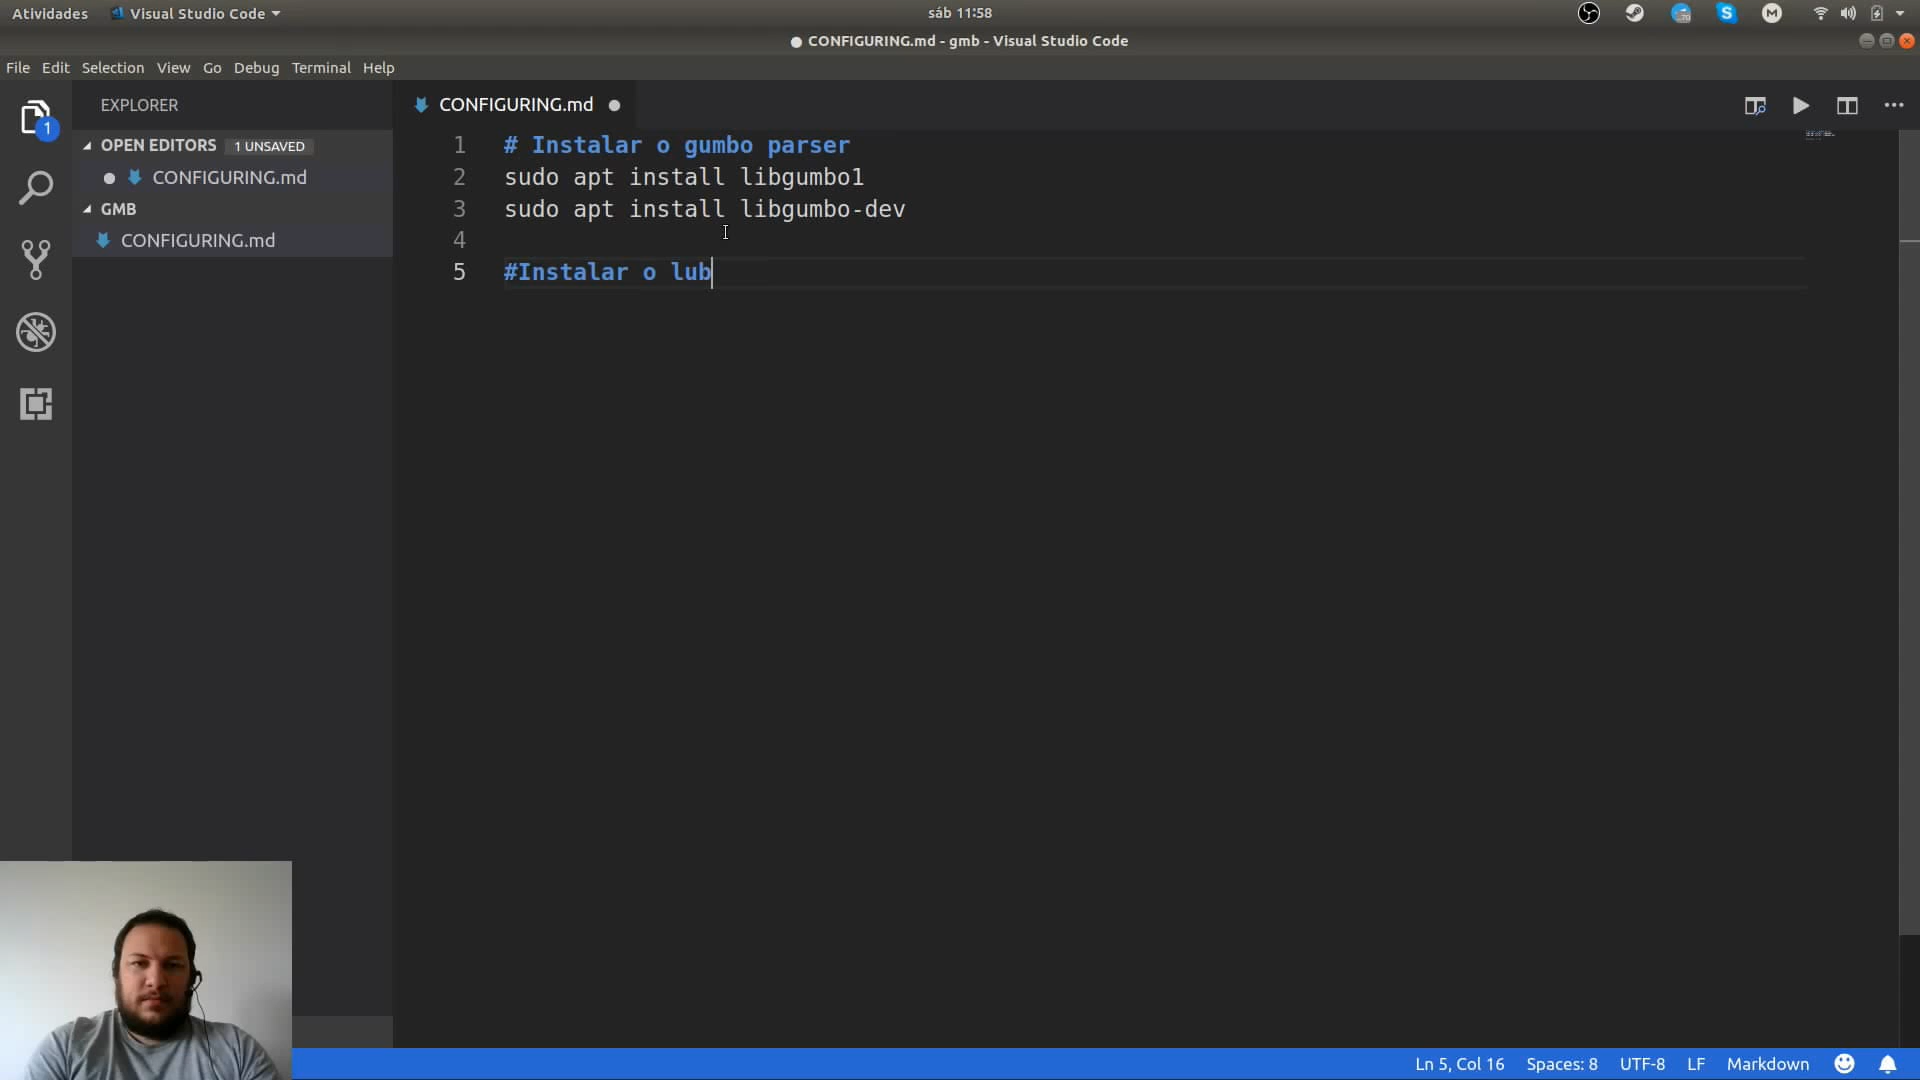 Atividades Visual Studio Code sáb 11:58
CONFIGURING.md - gmb - Visual Studio Code
File Edit Selection View Go Debug Terminal Help
EXPLORER
OPEN EDITORS 1 UNSAVED
CONFIGURING.md
GMB
CONFIGURING.md
1
CONFIGURING.md
1 # Instalar o gumbo parser
2 sudo apt install libgumbo1
3 sudo apt install libgumbo-dev
4
5 #Instalar o lub
Ln 5, Col 16 Spaces: 8 UTF-8 LF Markdown